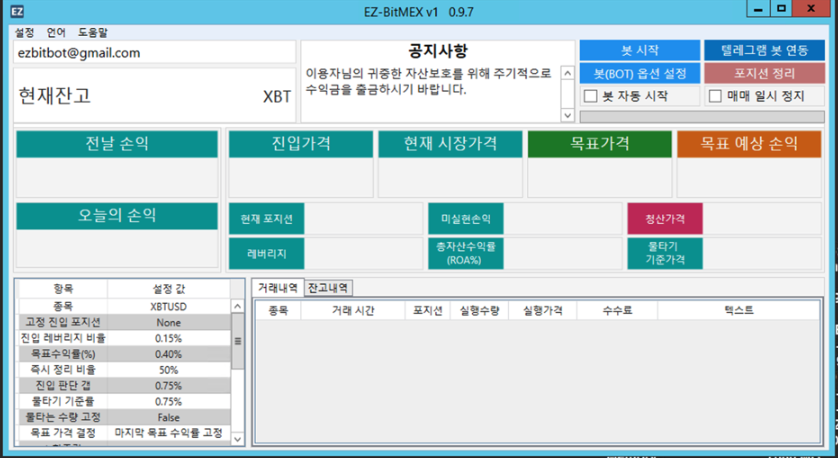 EZ EZ-BitMEX v1 0.9.7
설정 언어 도움말
ezbitbot@gmail.com
현재잔고 XBT
공지사항
이용자님의 귀중한 자산보호를 위해 주기적으로
수익금을 출금하시기 바랍니다.
봇 시작 텔레그램 봇 연동
봇(BOT) 옵션 설정 포지션 정리
봇 자동 시작 매매 일시 정지
전날 손익 진입가격 현재 시장가격 목표가격 목표 예상 손익
오늘의 손익 현재 포지션 미실현손익 청산가격
레버리지 총자산수익률
(ROA%) 물타기
기준가격
항목 설정 값
종목 XBTUSD
고정 진입 포지션 None
진입 레버리지 비율 0.15%
목표수익률(%) 0.40%
즉시 정리 비율 50%
진입 판단 갭 0.75%
물타기 기준률 0.75%
물타는 수량 고정 False
목표 가격 결정 마지막 목표 수익률 고정
거래내역 잔고내역
종목 거래 시간 포지션 실행수량 실행가격 수수료 텍스트